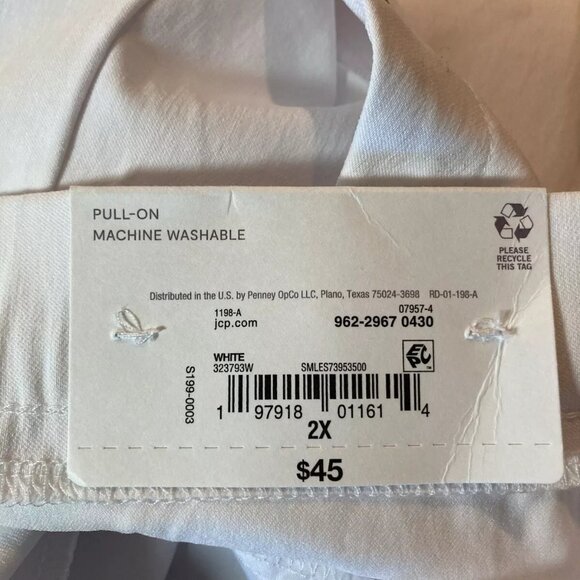 PULL-ON
MACHINE WASHABLE
PLEASE
RECYCLE
THIS TAG
Distributed in the U.S. by Penney OpCo LLC, Plano, Texas 75024-3698 RD-01-198-A
1198-A 07957-4
jcp.com 962-2967 0430
WHITE
323793W SMLES73953500
EPC
S199-0003
1 97918 01161 4
2X
$45